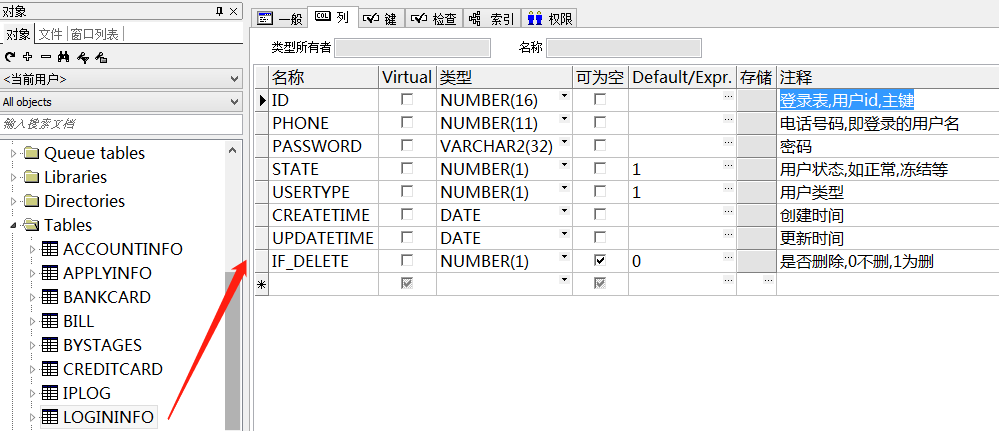 对象
对象 文件 窗口列表
<当前用户>
All objects
输入搜索文档
Queue tables
Libraries
Directories
Tables
ACCOUNTINFO
APPLYINFO
BANKCARD
BILL
BYSTAGES
CREDITCARD
IPLOG
LOGININFO
一般 列 键 检查 索引 权限
类型所有者 名称
名称 Virtual 类型 可为空 Default/Expr. 存储 注释
ID NUMBER(16) 登录表,用户id,主键
PHONE NUMBER(11) 电话号码,即登录的用户名
PASSWORD VARCHAR2(32) 密码
STATE NUMBER(1) 1 用户状态,如正常,冻结等
USERTYPE NUMBER(1) 1 用户类型
CREATETIME DATE 创建时间
UPDATETIME DATE 更新时间
IF_DELETE NUMBER(1) 0 是否删除,0不删,1为删